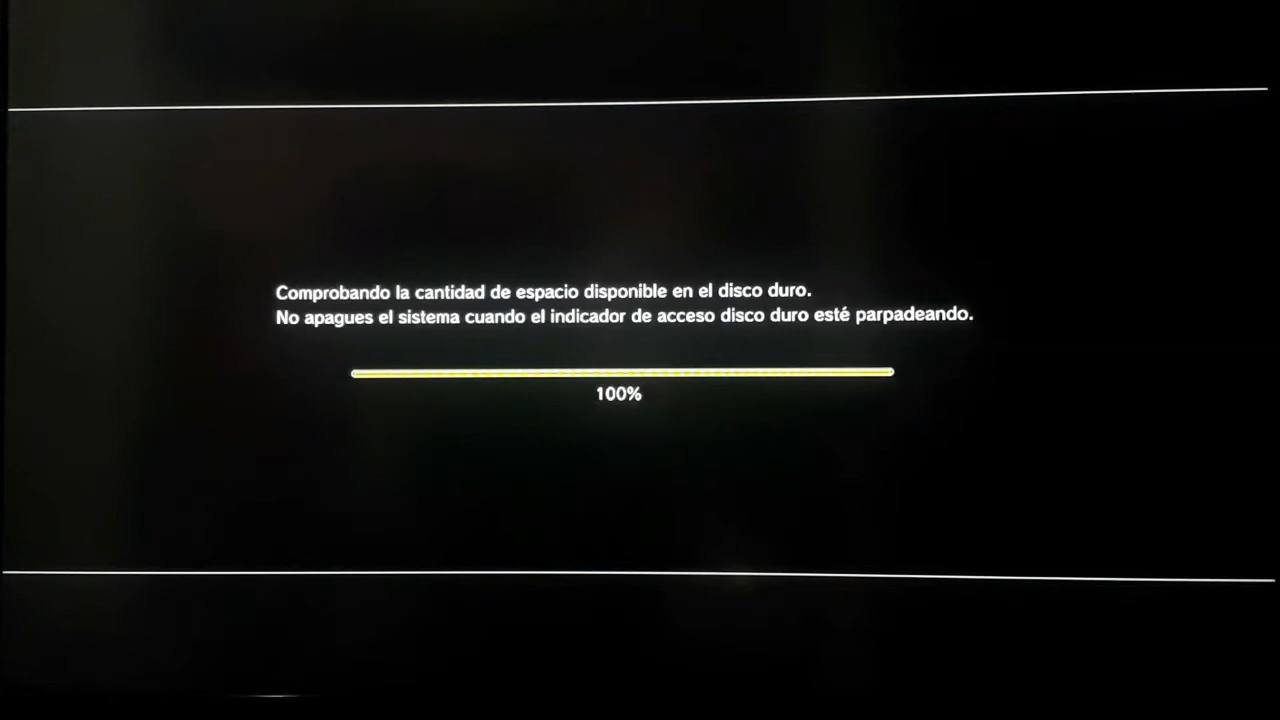 Comprobando la cantidad de espacio disponible en el disco duro.
No apagues el sistema cuando el indicador de acceso disco duro esté parpadeando.
100%